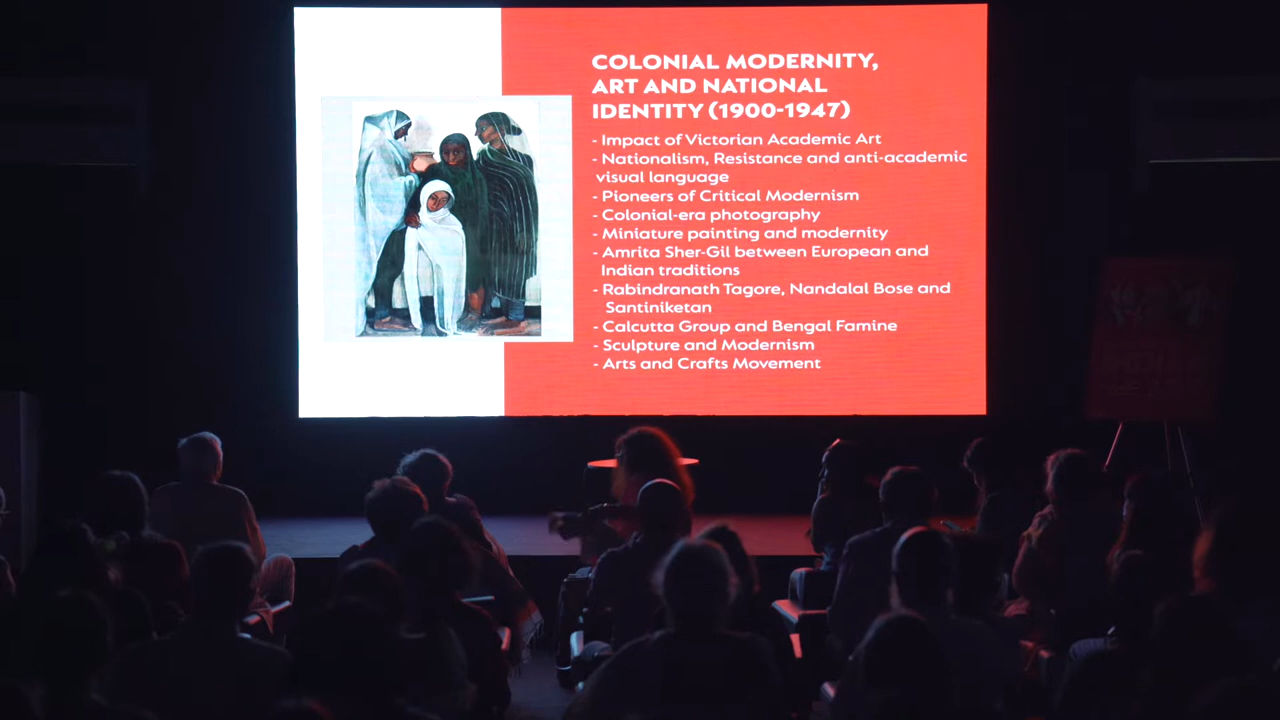 COLONIAL MODERNITY,
ART AND NATIONAL
IDENTITY (1900-1947)
- Impact of Victorian Academic Art
- Nationalism, Resistance and anti-academic
visual language
- Pioneers of Critical Modernism
- Colonial-era photography
- Miniature painting and modernity
- Amrita Sher-Gil between European and
Indian traditions
- Rabindranath Tagore, Nandalal Bose and
Santiniketan
- Calcutta Group and Bengal Famine
- Sculpture and Modernism
- Arts and Crafts Movement